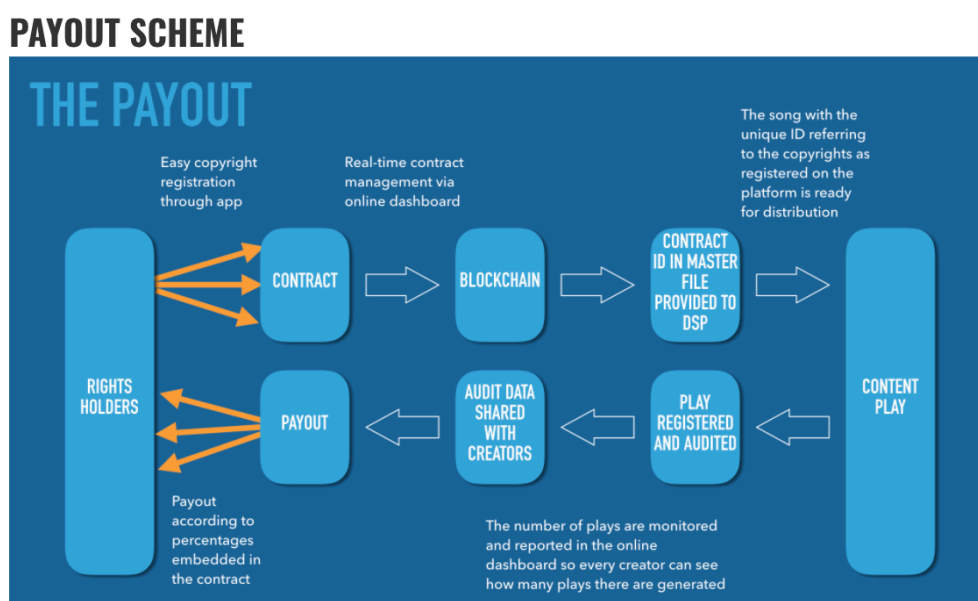 PAYOUT SCHEME
THE PAYOUT
Easy copyright
registration
through app
Real-time contract
management via
online dashboard
The song with the
unique ID referring
to the copyrights as
registered on the
platform is ready
for distribution
RIGHTS
HOLDERS
CONTRACT
BLOCKCHAIN
CONTRACT
ID IN MASTER
FILE
PROVIDED TO
DSP
CONTENT
PLAY
PLAY
REGISTERED
AND AUDITED
AUDIT DATA
SHARED
WITH
CREATORS
PAYOUT
Payout
according to
percentages
embedded in
the contract
The number of plays are monitored
and reported in the online
dashboard so every creator can see
how many plays there are generated